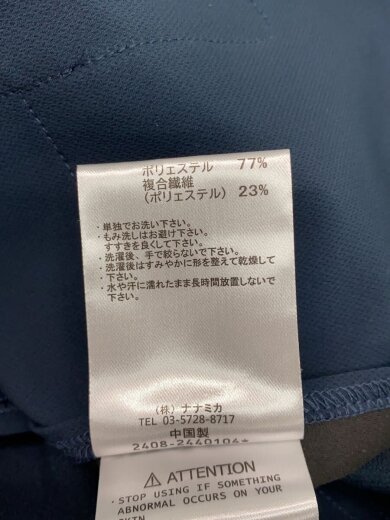 ポリエステル 77%
複合繊維
(ポリエステル) 23%
・単独でお洗い下さい。
・もみ洗いはお避け下さい。
すすぎを良くして下さい。
・洗濯後、手で絞らないで下さい。
・洗濯後はすみやかに形を整えて乾燥して
下さい。
・水や汗に濡れたまま長時間放置しないで
下さい。
(株) ナナミカ
TEL 03-5728-8717
中国製
2408-2440104*
⚠ ATTENTION
・STOP USING IF SOMETHING
ABNORMAL OCCURS ON YOUR
SKIN